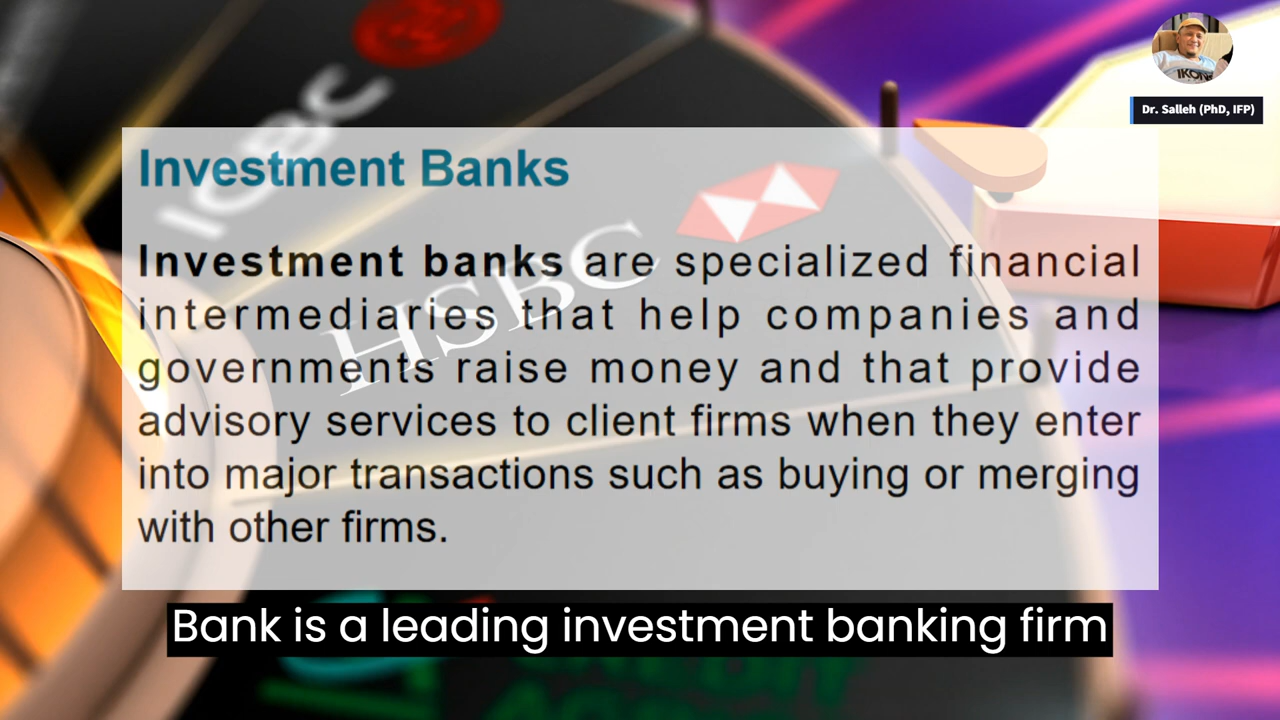 ICBC
Dr. Salleh (PhD, IFP)
Investment Banks
HSBC
Investment banks are specialized financial
intermediaries that help companies and
governments raise money and that provide
advisory services to client firms when they enter
into major transactions such as buying or merging
with other firms.
Bank is a leading investment banking firm